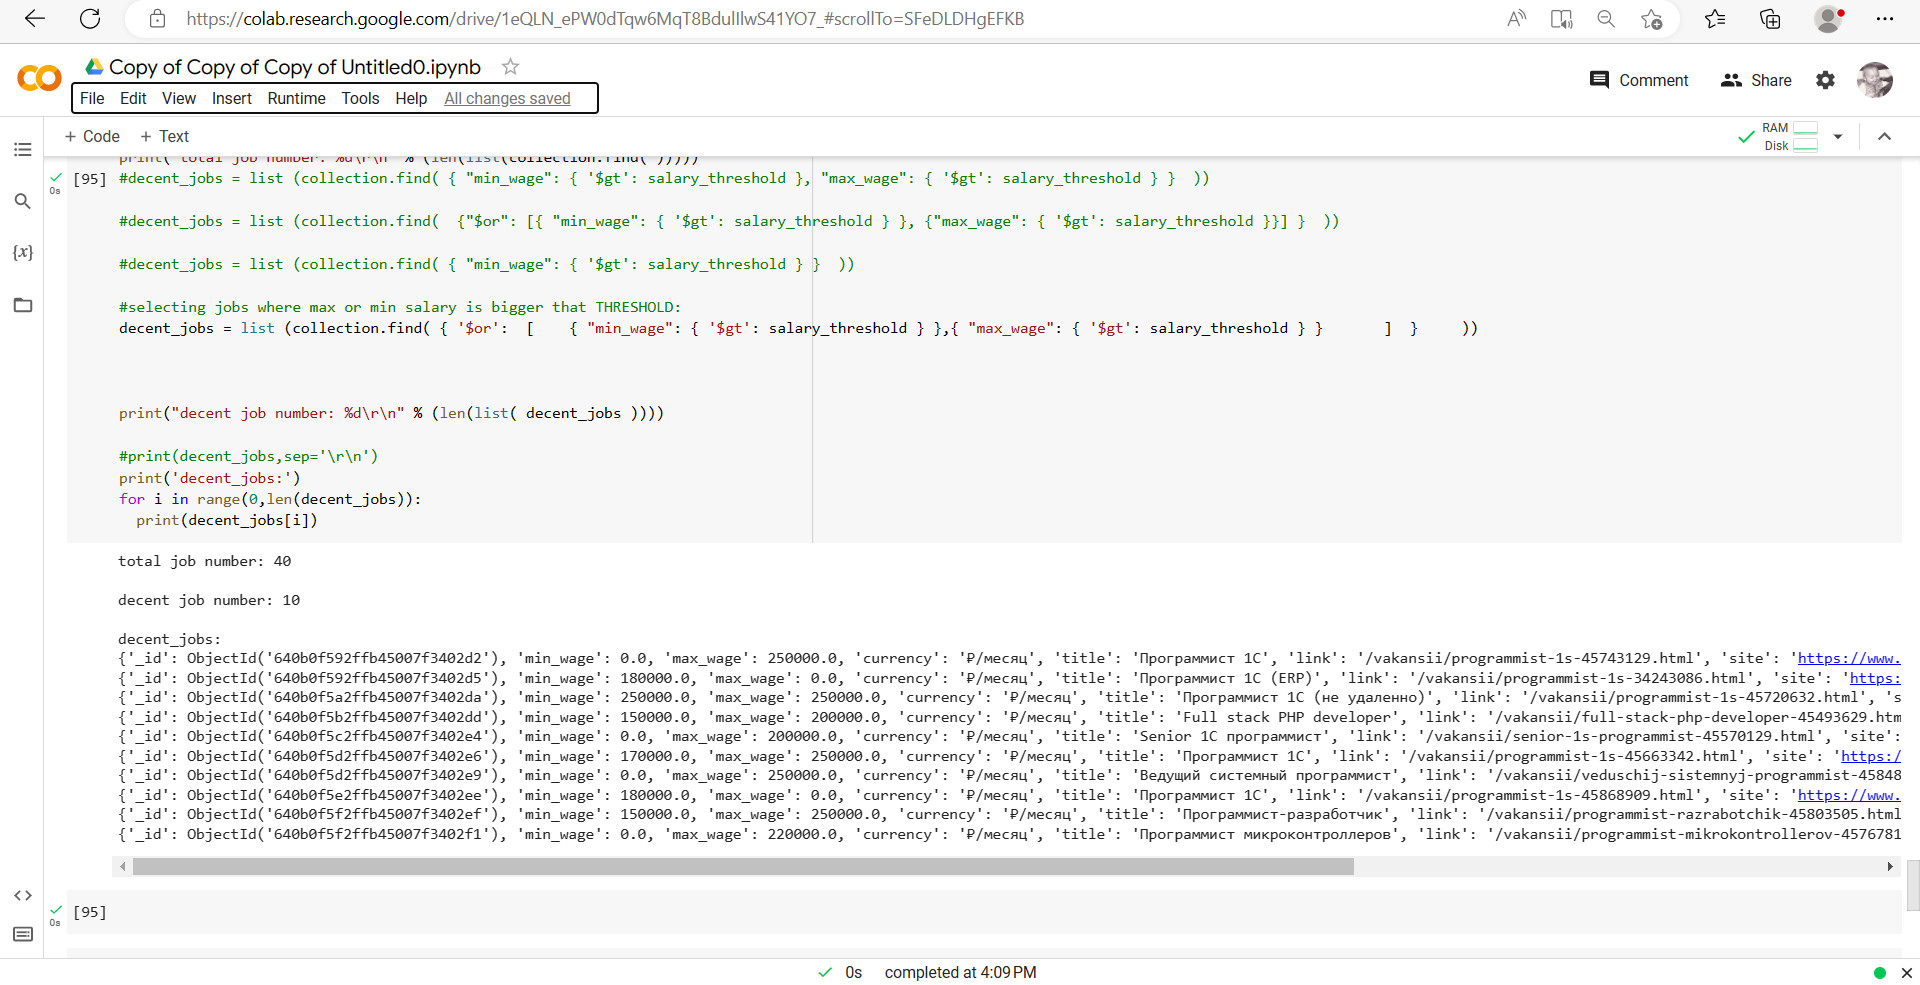 https://colab.research.google.com/drive/1eQLN_ePW0dTqw6MqT8BdulIlwS41YO7_#scrollTo=SFeDLDHgEFKB
Copy of Copy of Copy of Untitled0.ipynb
File Edit View Insert Runtime Tools Help All changes saved
Comment Share
+ Code + Text
RAM
Disk
print("total job number: %d\r\n" % (len(list(collection.find( )))))
[95] #decent_jobs = list (collection.find( { "min_wage": { '$gt': salary_threshold }, "max_wage": { '$gt': salary_threshold } }  ))
0s
#decent_jobs = list (collection.find(  {"$or": [{ "min_wage": { '$gt': salary_threshold } }, {"max_wage": { '$gt': salary_threshold }}] }  ))
#decent_jobs = list (collection.find( { "min_wage": { '$gt': salary_threshold } }  ))
#selecting jobs where max or min salary is bigger that THRESHOLD:
decent_jobs = list (collection.find( { '$or':  [    { "min_wage": { '$gt': salary_threshold } },{ "max_wage": { '$gt': salary_threshold } }       ]  }     ))
print("decent job number: %d\r\n" % (len(list( decent_jobs ))))
#print(decent_jobs,sep='\r\n')
print('decent_jobs:')
for i in range(0,len(decent_jobs)):
  print(decent_jobs[i])
total job number: 40
decent job number: 10
decent_jobs:
{'_id': ObjectId('640b0f592ffb45007f3402d2'), 'min_wage': 0.0, 'max_wage': 250000.0, 'currency': '₽/месяц', 'title': 'Программист 1C', 'link': '/vakansii/programmist-1s-45743129.html', 'site': 'https://www.
{'_id': ObjectId('640b0f592ffb45007f3402d5'), 'min_wage': 180000.0, 'max_wage': 0.0, 'currency': '₽/месяц', 'title': 'Программист 1C (ERP)', 'link': '/vakansii/programmist-1s-34243086.html', 'site': 'https:
{'_id': ObjectId('640b0f5a2ffb45007f3402da'), 'min_wage': 250000.0, 'max_wage': 250000.0, 'currency': '₽/месяц', 'title': 'Программист 1С (не удаленно)', 'link': '/vakansii/programmist-1s-45720632.html', 's
{'_id': ObjectId('640b0f5b2ffb45007f3402dd'), 'min_wage': 150000.0, 'max_wage': 200000.0, 'currency': '₽/месяц', 'title': 'Full stack PHP developer', 'link': '/vakansii/full-stack-php-developer-45493629.htm
{'_id': ObjectId('640b0f5c2ffb45007f3402e4'), 'min_wage': 0.0, 'max_wage': 200000.0, 'currency': '₽/месяц', 'title': 'Senior 1C программист', 'link': '/vakansii/senior-1s-programmist-45570129.html', 'site':
{'_id': ObjectId('640b0f5d2ffb45007f3402e6'), 'min_wage': 170000.0, 'max_wage': 250000.0, 'currency': '₽/месяц', 'title': 'Программист 1С', 'link': '/vakansii/programmist-1s-45663342.html', 'site': 'https:/
{'_id': ObjectId('640b0f5d2ffb45007f3402e9'), 'min_wage': 0.0, 'max_wage': 250000.0, 'currency': '₽/месяц', 'title': 'Ведущий системный программист', 'link': '/vakansii/veduschij-sistemnyj-programmist-45848
{'_id': ObjectId('640b0f5e2ffb45007f3402ee'), 'min_wage': 180000.0, 'max_wage': 0.0, 'currency': '₽/месяц', 'title': 'Программист 1С', 'link': '/vakansii/programmist-1s-45868909.html', 'site': 'https://www.
{'_id': ObjectId('640b0f5f2ffb45007f3402ef'), 'min_wage': 150000.0, 'max_wage': 250000.0, 'currency': '₽/месяц', 'title': 'Программист-разработчик', 'link': '/vakansii/programmist-razrabotchik-45803505.html
{'_id': ObjectId('640b0f5f2ffb45007f3402f1'), 'min_wage': 0.0, 'max_wage': 220000.0, 'currency': '₽/месяц', 'title': 'Программист микроконтроллеров', 'link': '/vakansii/programmist-mikrokontrollerov-4576781
[95]
0s
0s completed at 4:09 PM